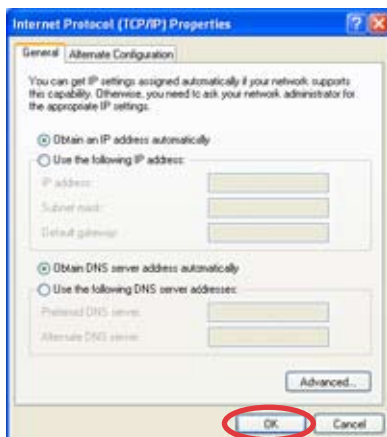 Internet Protocol (TCP/IP) Properties
General
Alternate Configuration
You can get IP settings assigned automatically if your network supports
this capability. Otherwise, you need to ask your network administrator for
the appropriate IP settings.
Obtain an IP address automatically
Use the following IP address:
IP address:
Subnet mask:
Default gateway:
Obtain DNS server address automatically
Use the following DNS server addresses:
Preferred DNS server:
Alternate DNS server:
Advanced...
OK
Cancel